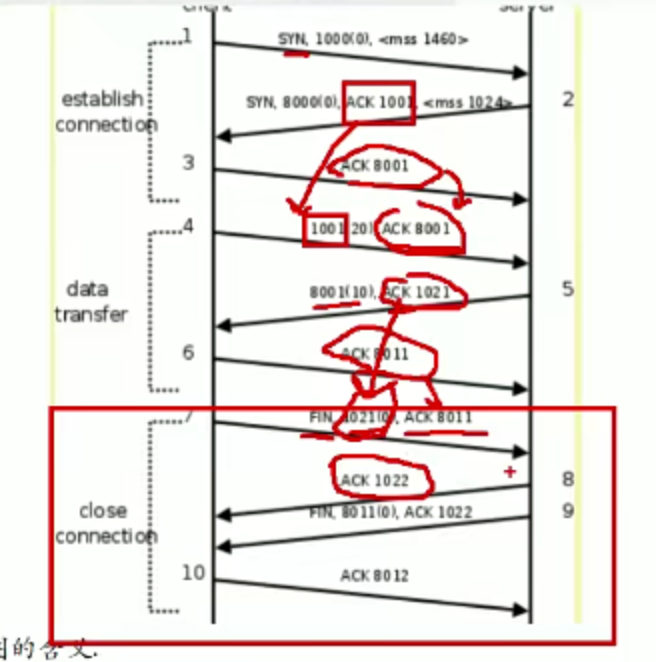 client server
1
SYN, 1000(0), <mss 1460>
establish
connection
SYN, 8000(0), ACK 1001, <mss 1024>
2
3
ACK 8001
4
1001(20) ACK 8001
data
transfer
8001(10), ACK 1021
5
6
ACK 8011
7
FIN, 1021(0), ACK 8011
ACK 1022
8
close
connection
FIN, 8011(0), ACK 1022
9
10
ACK 8012
的含义.